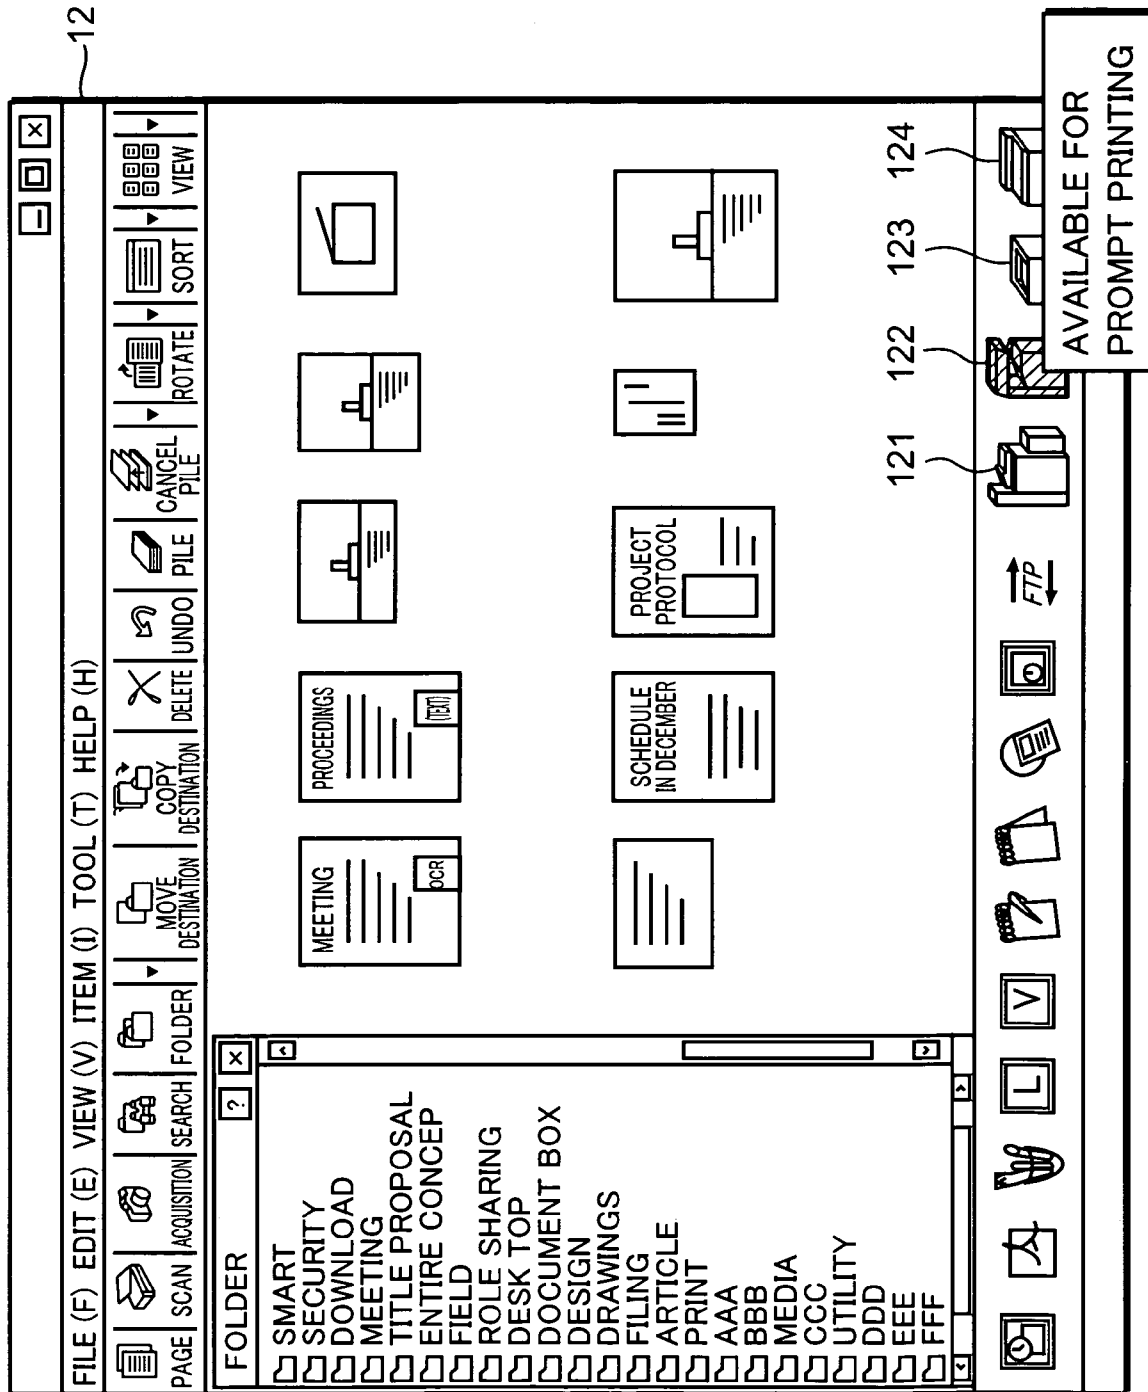 12
FILE (F) EDIT (E) VIEW (V) ITEM (I) TOOL (T) HELP (H)
PAGE
SCAN
ACQUISITION
SEARCH
FOLDER
MOVE
DESTINATION
COPY
DESTINATION
DELETE
UNDO
PILE
CANCEL
PILE
ROTATE
SORT
VIEW
FOLDER
?
SMART
SECURITY
DOWNLOAD
MEETING
TITLE PROPOSAL
ENTIRE CONCEP
FIELD
ROLE SHARING
DESK TOP
DOCUMENT BOX
DESIGN
DRAWINGS
FILING
ARTICLE
PRINT
AAA
BBB
MEDIA
CCC
UTILITY
DDD
EEE
FFF
MEETING
OCR
PROCEEDINGS
(TEXT)
SCHEDULE
IN DECEMBER
PROJECT
PROTOCOL
L
V
FTP
121
122
123
124
AVAILABLE FOR
PROMPT PRINTING